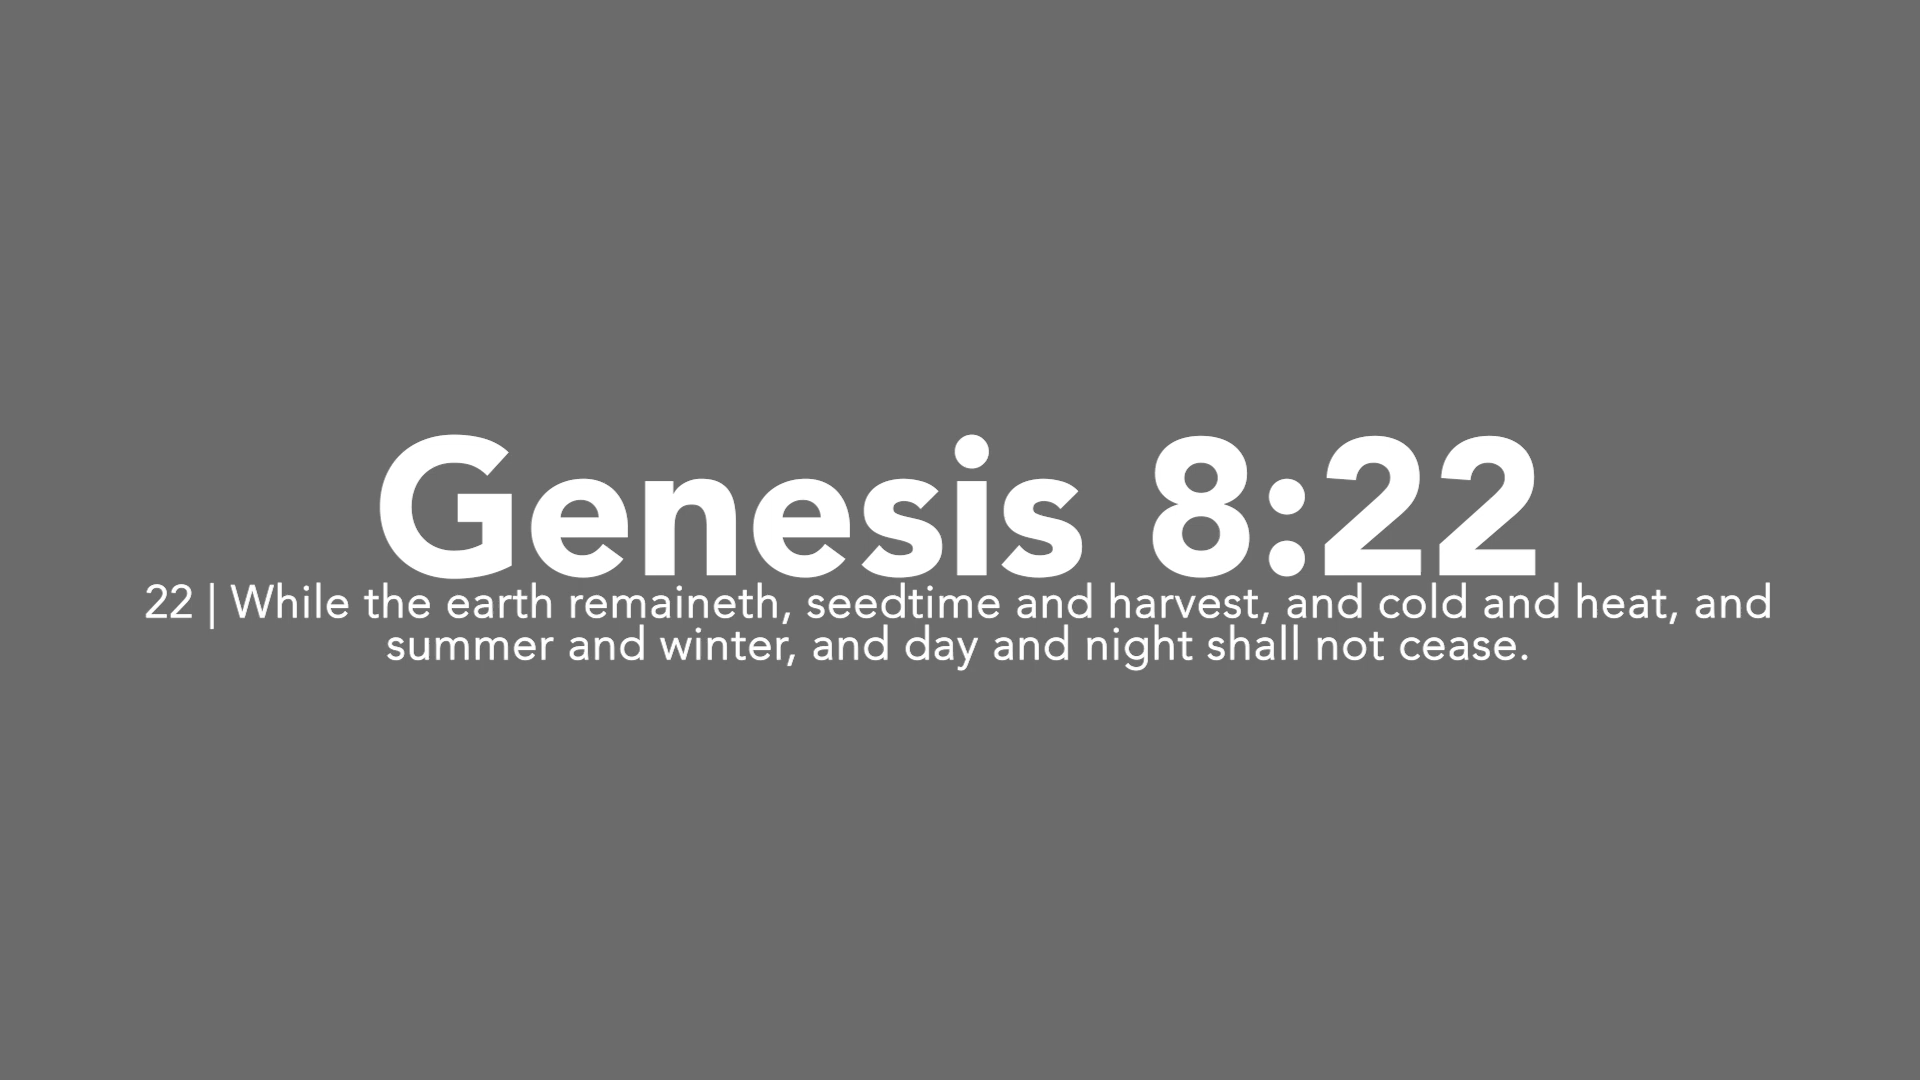 Genesis 8:22
22 | While the earth remaineth, seedtime and harvest, and cold and heat, and
summer and winter, and day and night shall not cease.